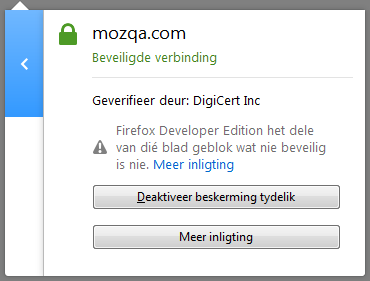 mozqa.com
Beveiligde verbinding
Geverifieer deur: DigiCert Inc
Firefox Developer Edition het dele
van dié blad geblok wat nie beveilig
is nie. Meer inligting
Deaktiveer beskerming tydelik
Meer inligting